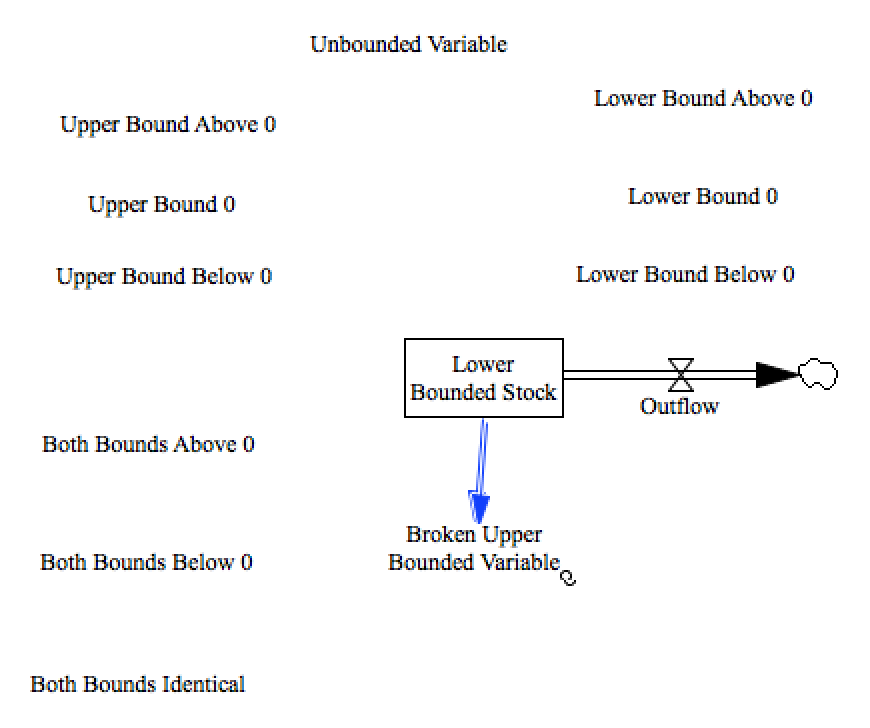 Unbounded Variable
Lower Bound Above 0
Upper Bound Above 0
Lower Bound 0
Upper Bound 0
Lower Bound Below 0
Upper Bound Below 0
Lower
Bounded Stock
Outflow
Both Bounds Above 0
Broken Upper
Bounded Variable
Both Bounds Below 0
Both Bounds Identical